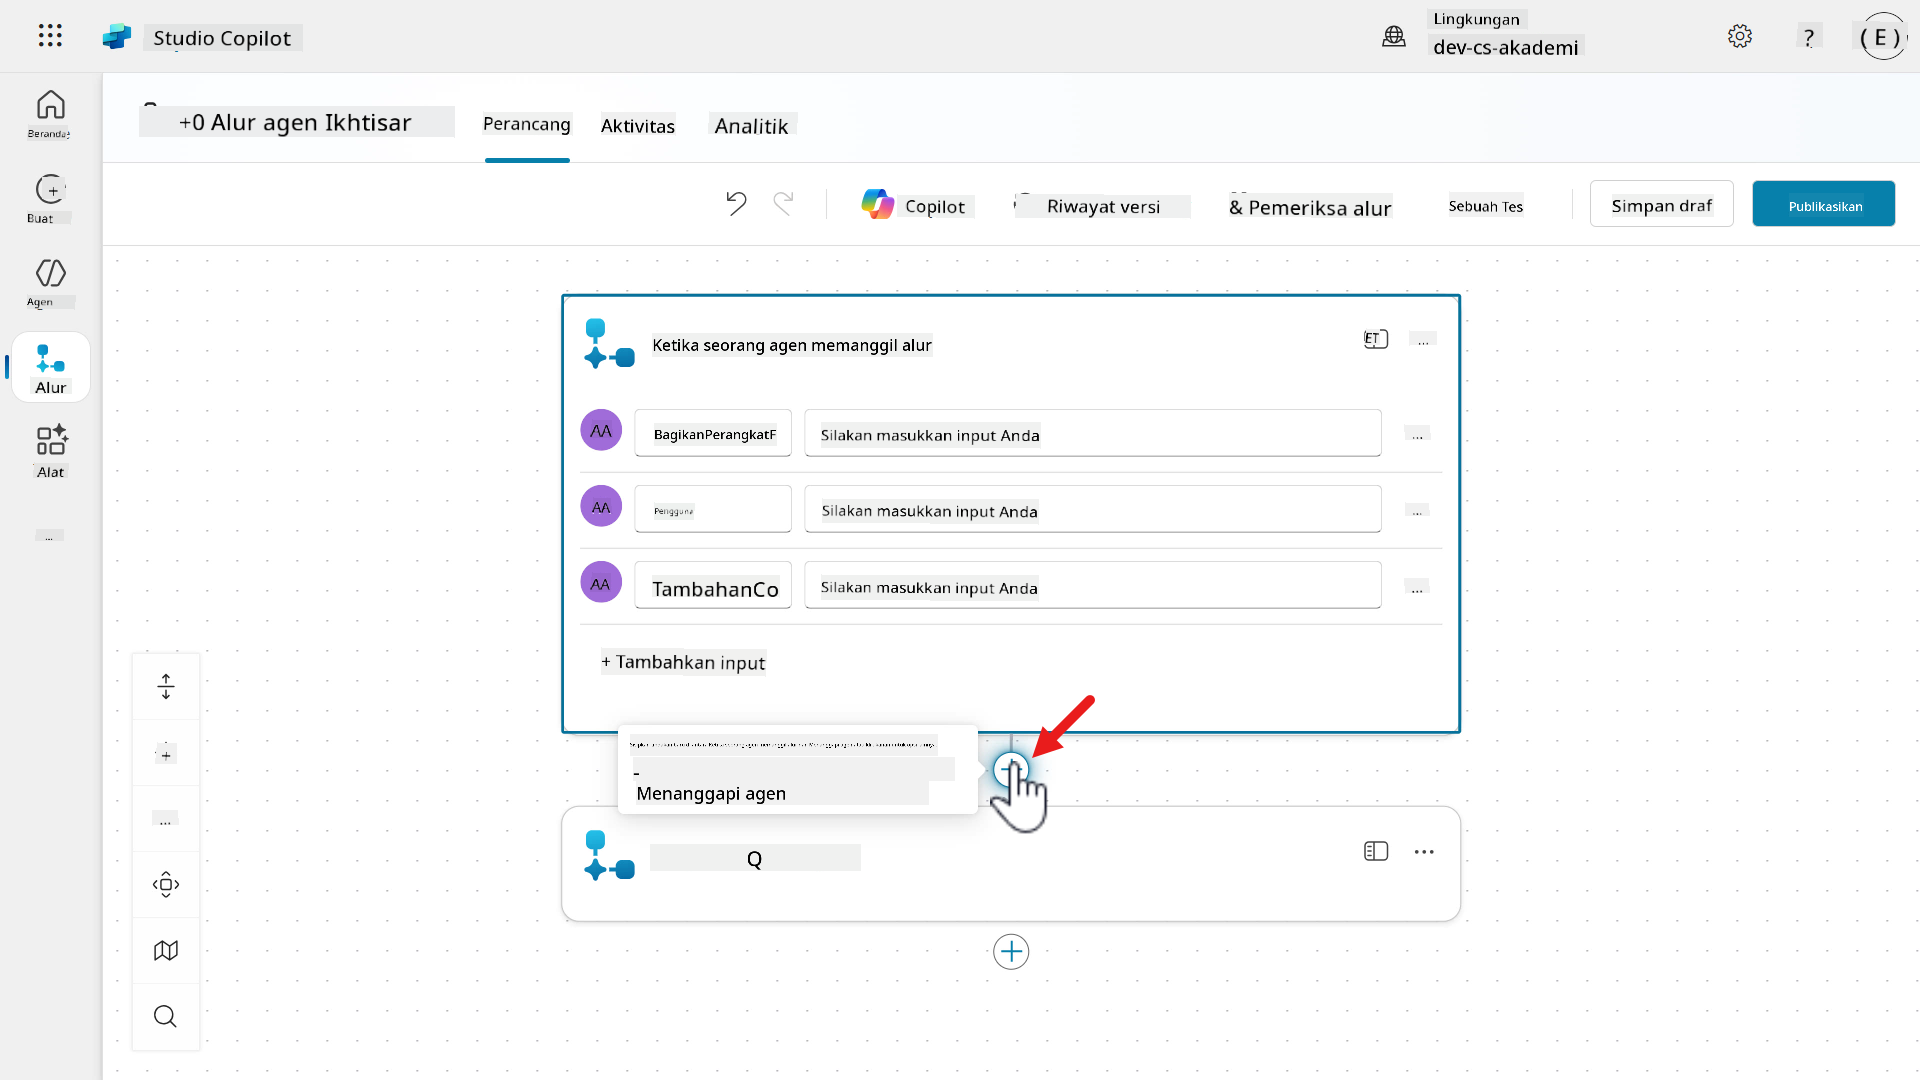 Studio Copilot
Lingkungan
dev-cs-akademi
?
( E )
Beranda
Buat
Agen
Alur
Alat
...
+0 Alur agen Ikhtisar
Perancang
Aktivitas
Analitik
Copilot
Riwayat versi
& Pemeriksa alur
Sebuah Tes
Simpan draf
Publikasikan
Ketika seorang agen memanggil alur
ET
...
AA
BagikanPerangkatF
Silakan masukkan input Anda
...
AA
Pengguna
Silakan masukkan input Anda
...
AA
TambahanCo
Silakan masukkan input Anda
...
+ Tambahkan input
Menanggapi agen
Q